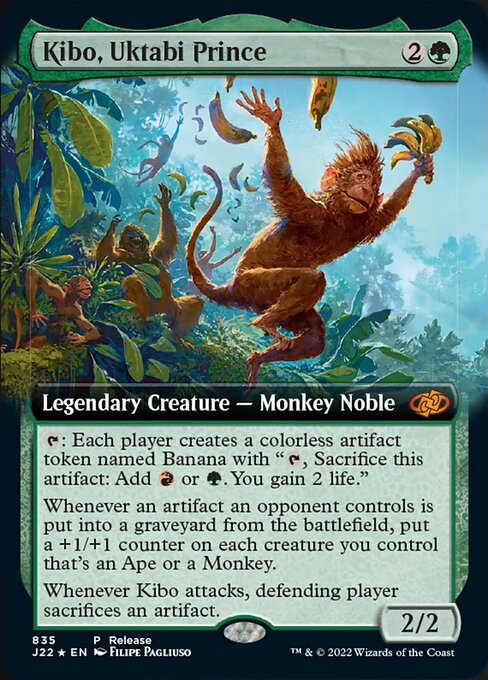 Kibo, Uktabi Prince 2
Legendary Creature — Monkey Noble
: Each player creates a colorless artifact
token named Banana with “ , Sacrifice this
artifact: Add or . You gain 2 life.”
Whenever an artifact an opponent controls is
put into a graveyard from the battlefield, put
a +1/+1 counter on each creature you control
that’s an Ape or a Monkey.
Whenever Kibo attacks, defending player
sacrifices an artifact.
2/2
835 P Release
J22 ★ EN Filipe Pagliuso ™ & © 2022 Wizards of the Coast